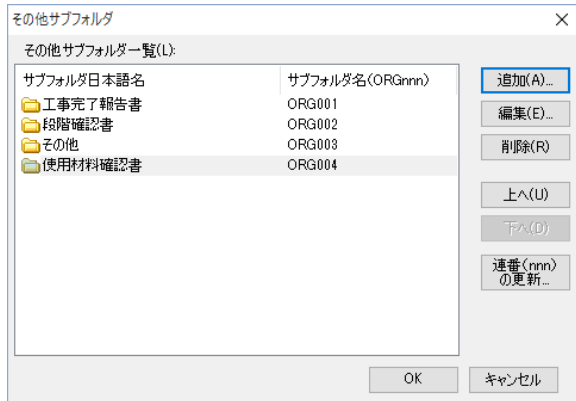 その他サブフォルダ
その他サブフォルダ一覧(L):
サブフォルダ日本語名 サブフォルダ名(ORGnnn)
工事完了報告書 ORG001
段階確認書 ORG002
その他 ORG003
使用材料確認書 ORG004
追加(A)...
編集(E)...
削除(R)
上へ(U)
下へ(D)
連番(nnn)
の更新...
OK キャンセル